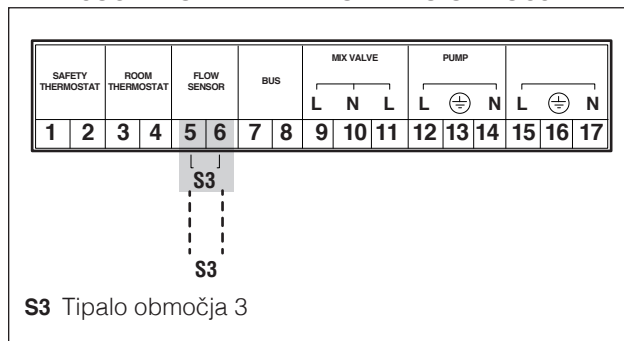 SAFETY THERMOSTAT
ROOM THERMOSTAT
FLOW SENSOR
BUS
MIX VALVE
PUMP
L N L L N L N
1 2 3 4 5 6 7 8 9 10 11 12 13 14 15 16 17
S3
S3
S3 Tipalo območja 3